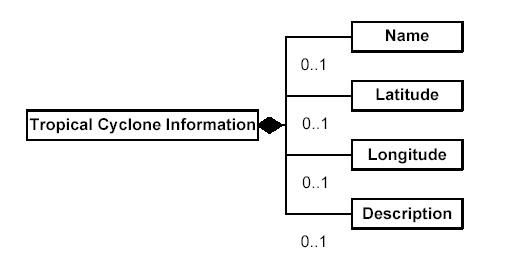 Name
0..1
Latitude
Tropical Cyclone Information
0..1
Longitude
0..1
Description
0..1